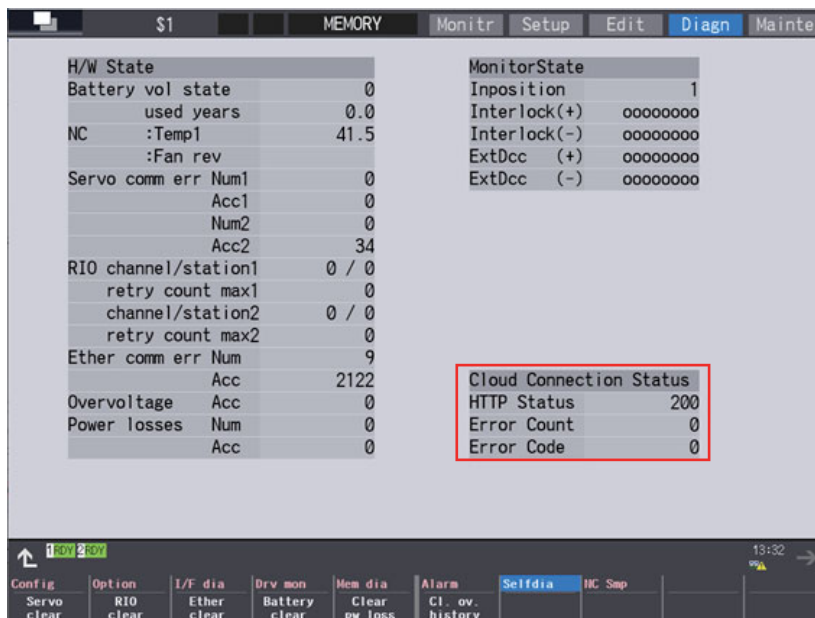 S1 MEMORY Monitr Setup Edit Diagn Mainte
H/W State
Battery vol state 0
used years 0.0
NC :Temp1 41.5
:Fan rev
Servo comm err Num1 0
Acc1 0
Num2 0
Acc2 34
RIO channel/station1 0 / 0
retry count max1 0
channel/station2 0 / 0
retry count max2 0
Ether comm err Num 9
Acc 2122
Overvoltage Acc 0
Power losses Num 0
Acc 0
MonitorState
Inposition 1
Interlock(+) oooooooo
Interlock(-) oooooooo
ExtDcc (+) oooooooo
ExtDcc (-) oooooooo
Cloud Connection Status
HTTP Status 200
Error Count 0
Error Code 0
1RDY 2RDY 13:32
Config Option I/F dia Drv mon Mem dia Alarm Selfdia NC Smp
Servo RIO Ether Battery Clear Cl. ov.
clear clear clear clear pw loss history